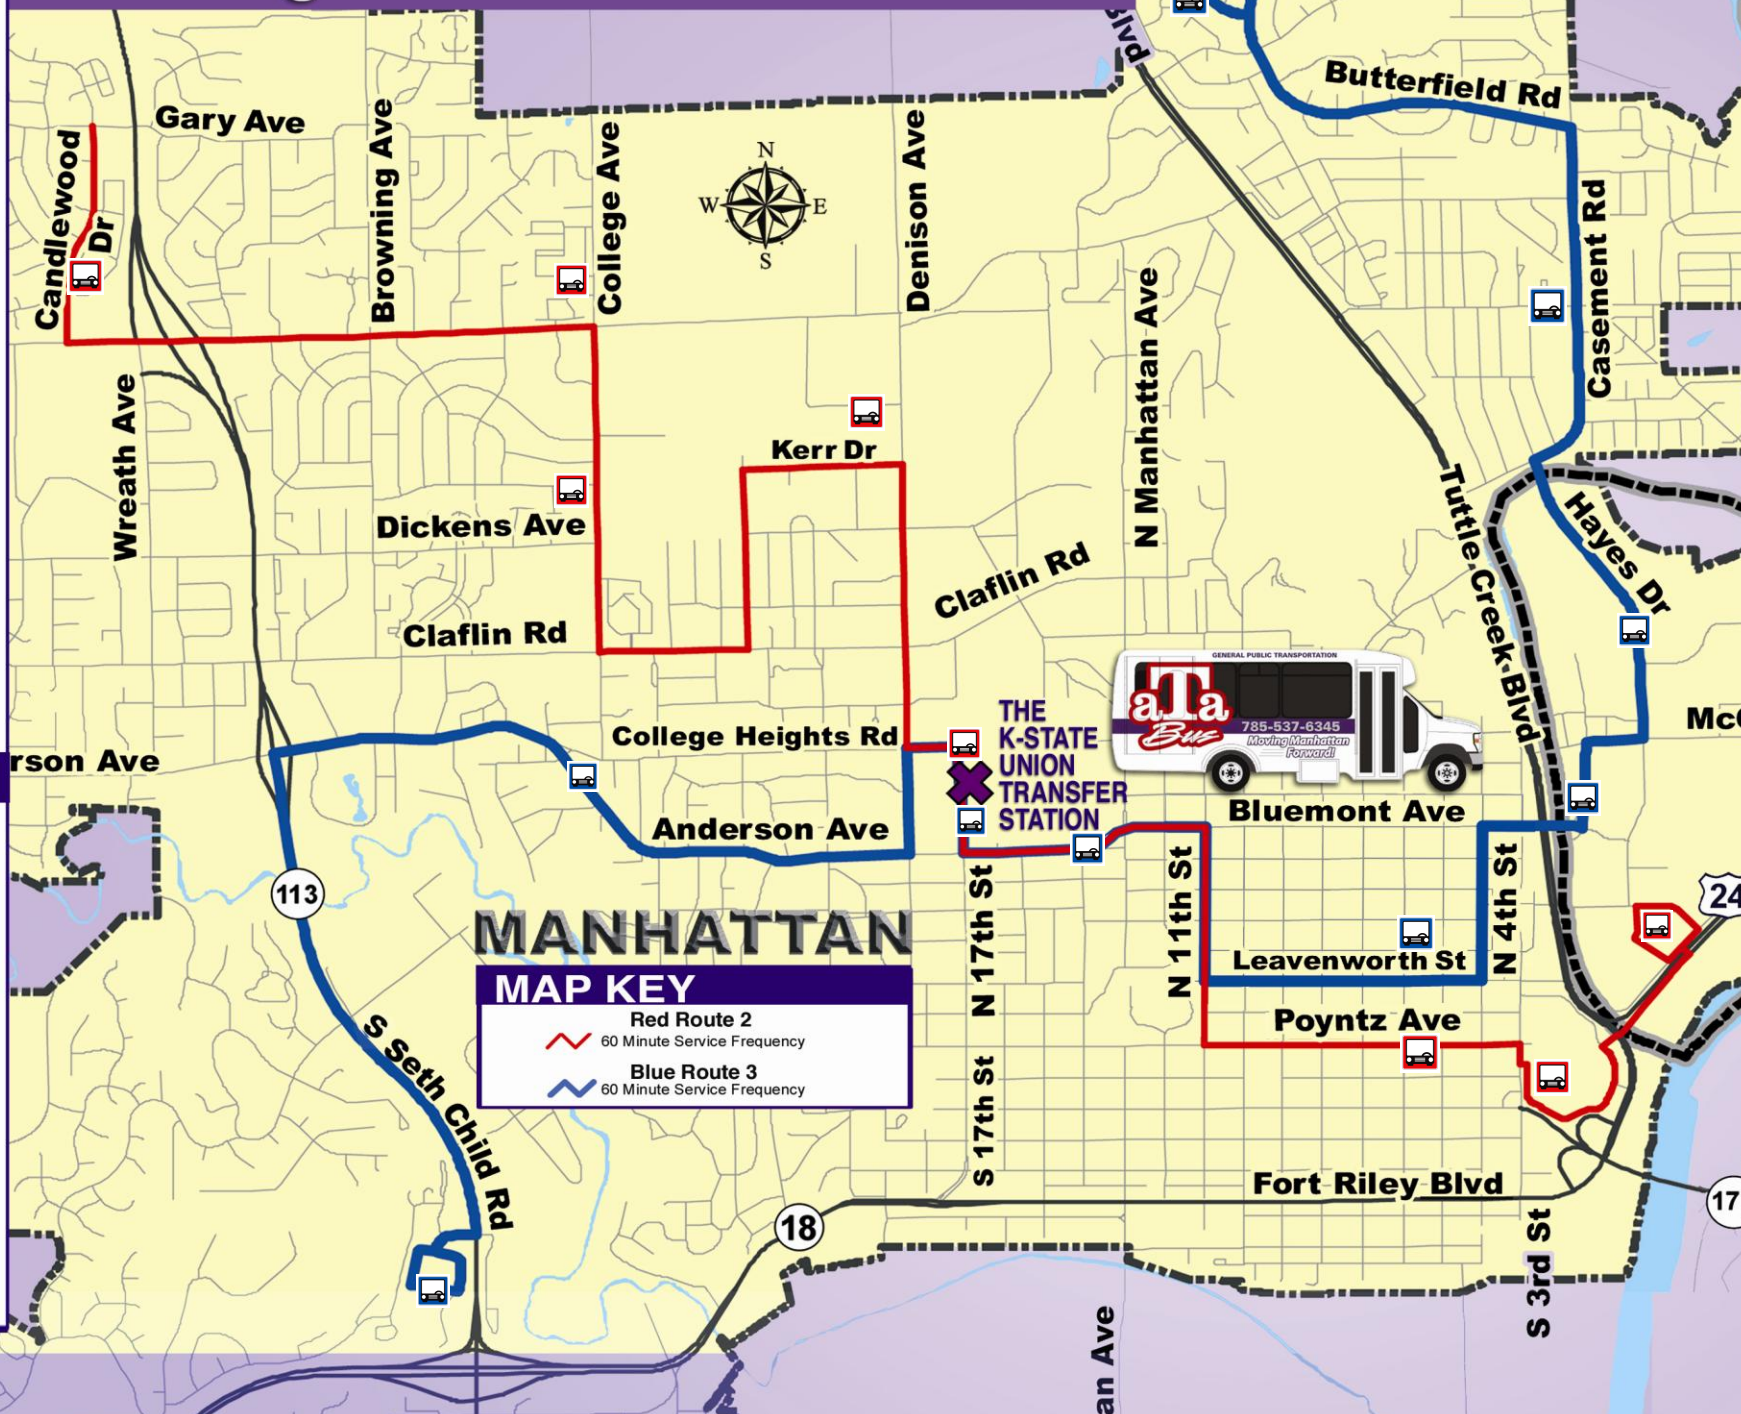 Blvd
Butterfield Rd
Gary Ave
Candlewood
Dr
Browning Ave
College Ave
N
W E
S
Denison Ave
N Manhattan Ave
Casement Rd
Wreath Ave
Kerr Dr
Dickens Ave
Tuttle Creek Blvd
Hayes Dr
Claflin Rd
Claflin Rd
GENERAL PUBLIC TRANSPORTATION
aTa
Bus
785-537-6345
Moving Manhattan
Forward!
THE
K-STATE
UNION
TRANSFER
STATION
College Heights Rd
McC
rson Ave
Bluemont Ave
Anderson Ave
113
N 11th St
N 4th St
24
N 17th St
MANHATTAN
Leavenworth St
MAP KEY
Red Route 2
60 Minute Service Frequency
Blue Route 3
60 Minute Service Frequency
Poyntz Ave
S Seth Child Rd
S 17th St
Fort Riley Blvd
17
18
S 3rd St
an Ave